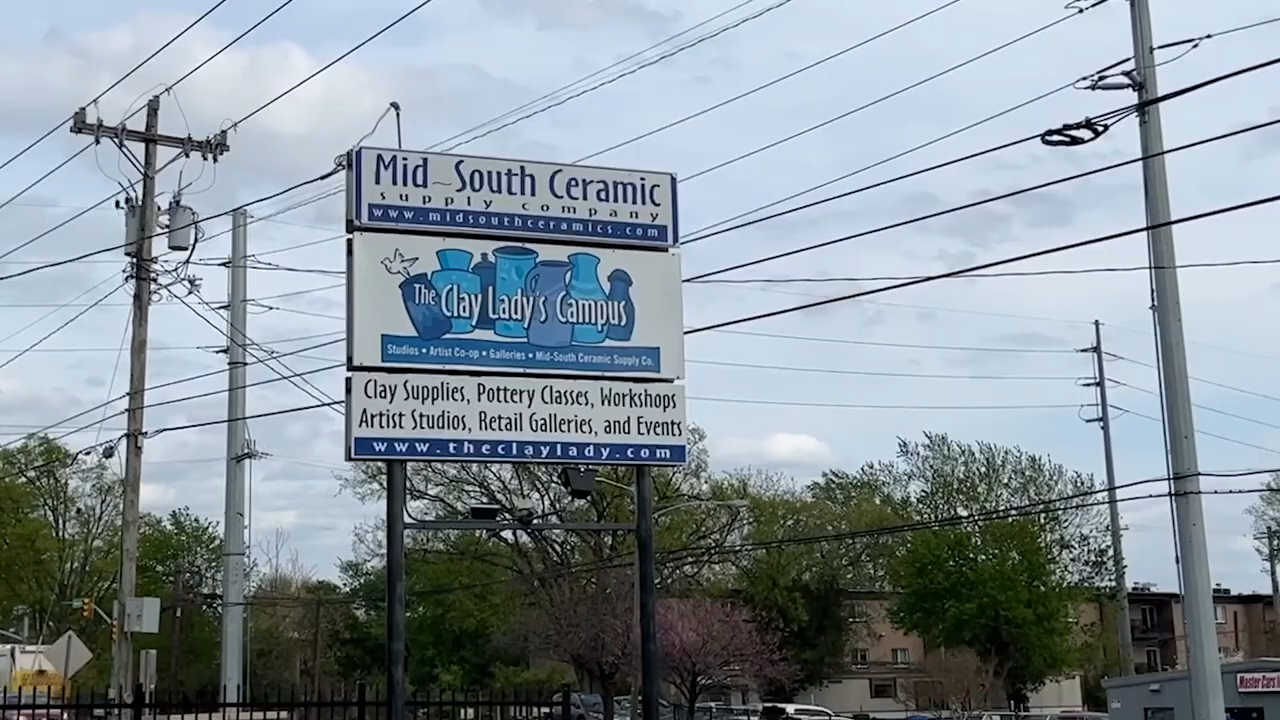 Mid~South Ceramic
supply company
www.midsouthceramics.com
The Clay Lady's Campus
Studios • Artist Co-op • Galleries • Mid-South Ceramic Supply Co.
Clay Supplies, Pottery Classes, Workshops
Artist Studios, Retail Galleries, and Events
www.theclaylady.com
Master Cars